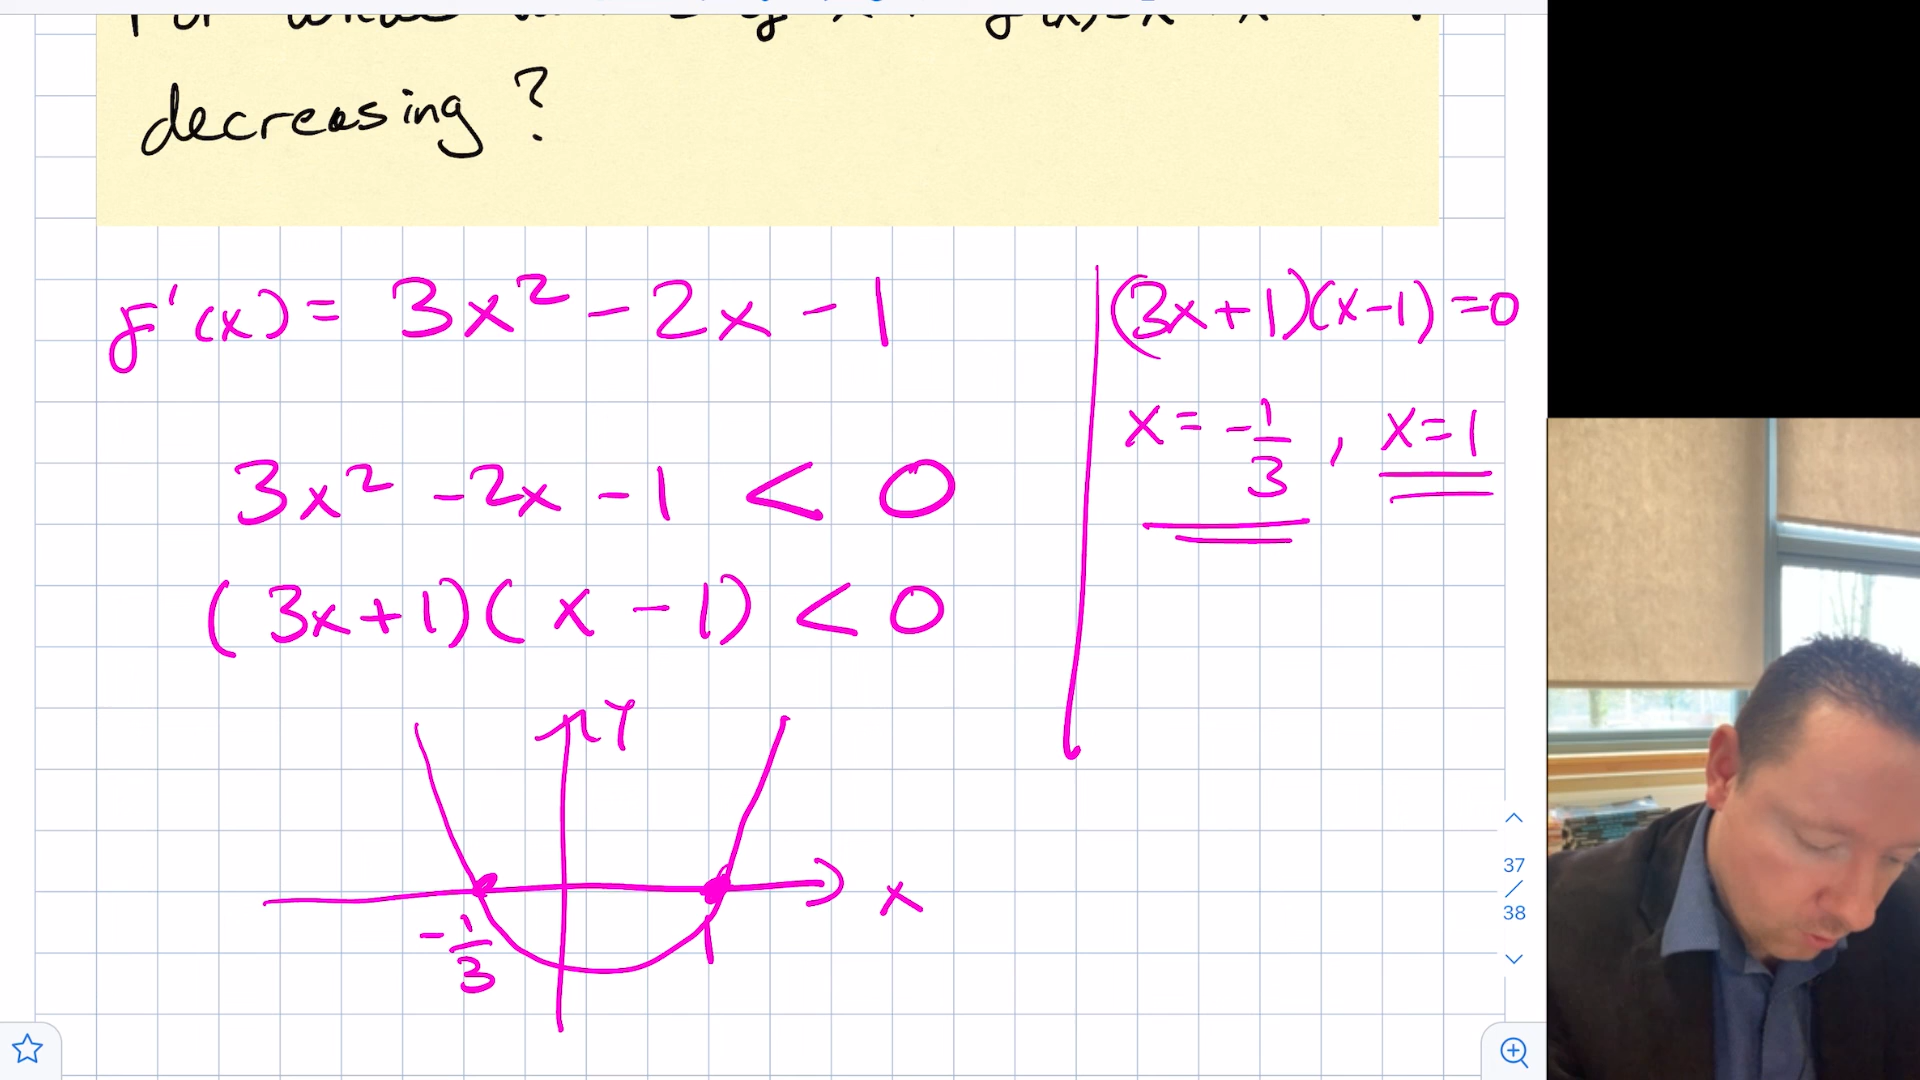 decreasing?
f'(x) = 3x² - 2x - 1
3x² - 2x - 1 < 0
(3x+1)(x-1) < 0
Y
x
-1/3
1
(3x+1)(x-1)=0
x = -1/3, x=1
37
/
38